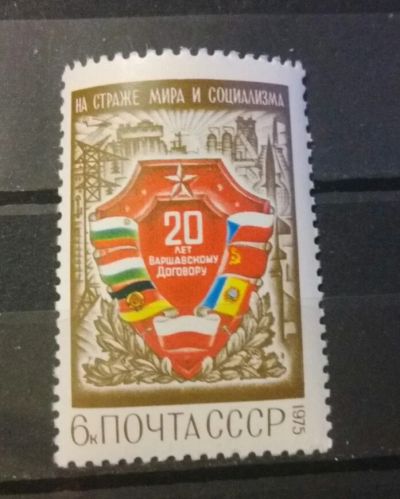 НА СТРАЖЕ МИРА И СОЦИАЛИЗМА
20
ЛЕТ
ВАРШАВСКОМУ
ДОГОВОРУ
1975
6к ПОЧТА СССР